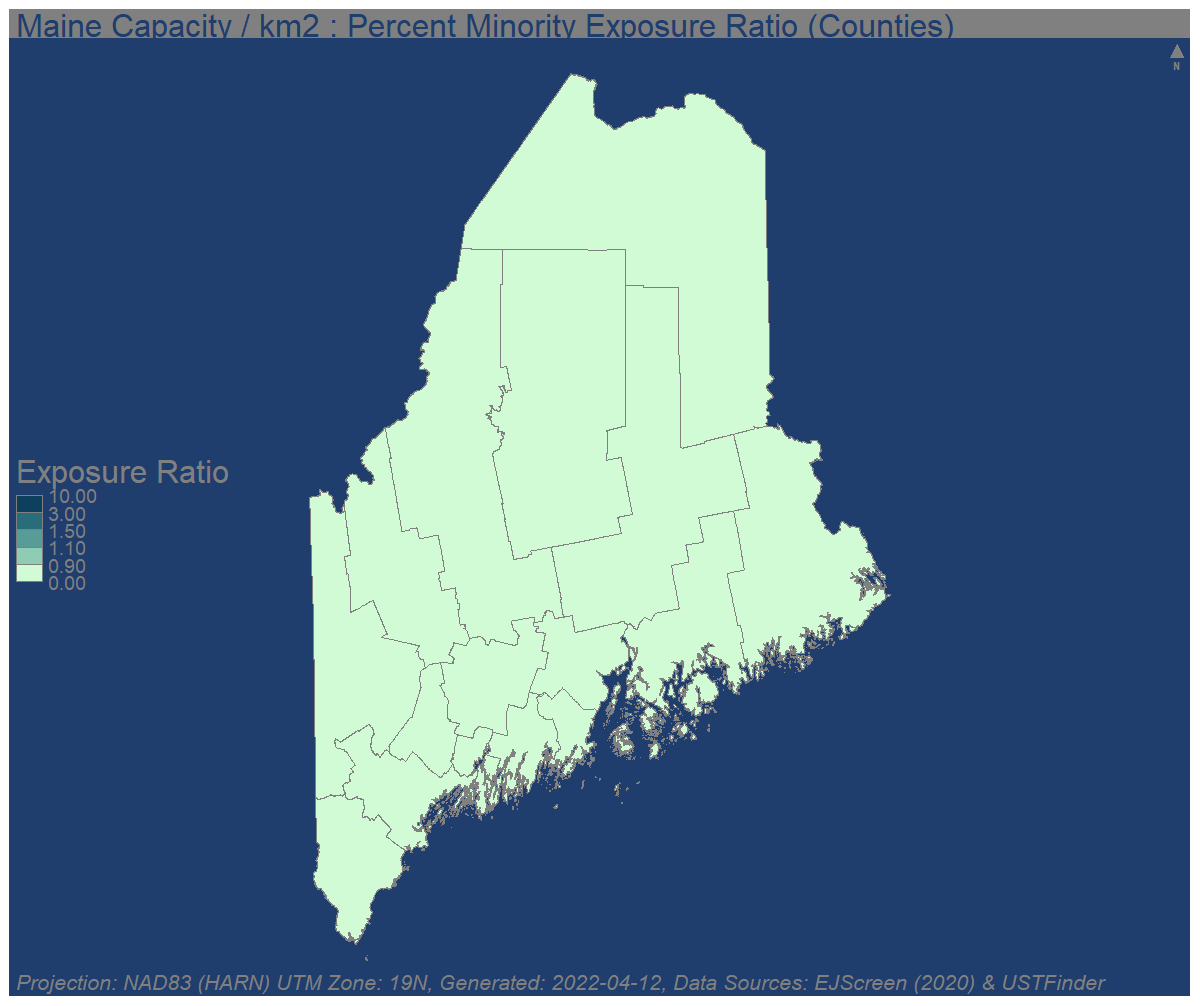 Maine Capacity / km2 : Percent Minority Exposure Ratio (Counties)
N
Exposure Ratio
10.00
3.00
1.50
1.10
0.90
0.00
Projection: NAD83 (HARN) UTM Zone: 19N, Generated: 2022-04-12, Data Sources: EJScreen (2020) & USTFinder